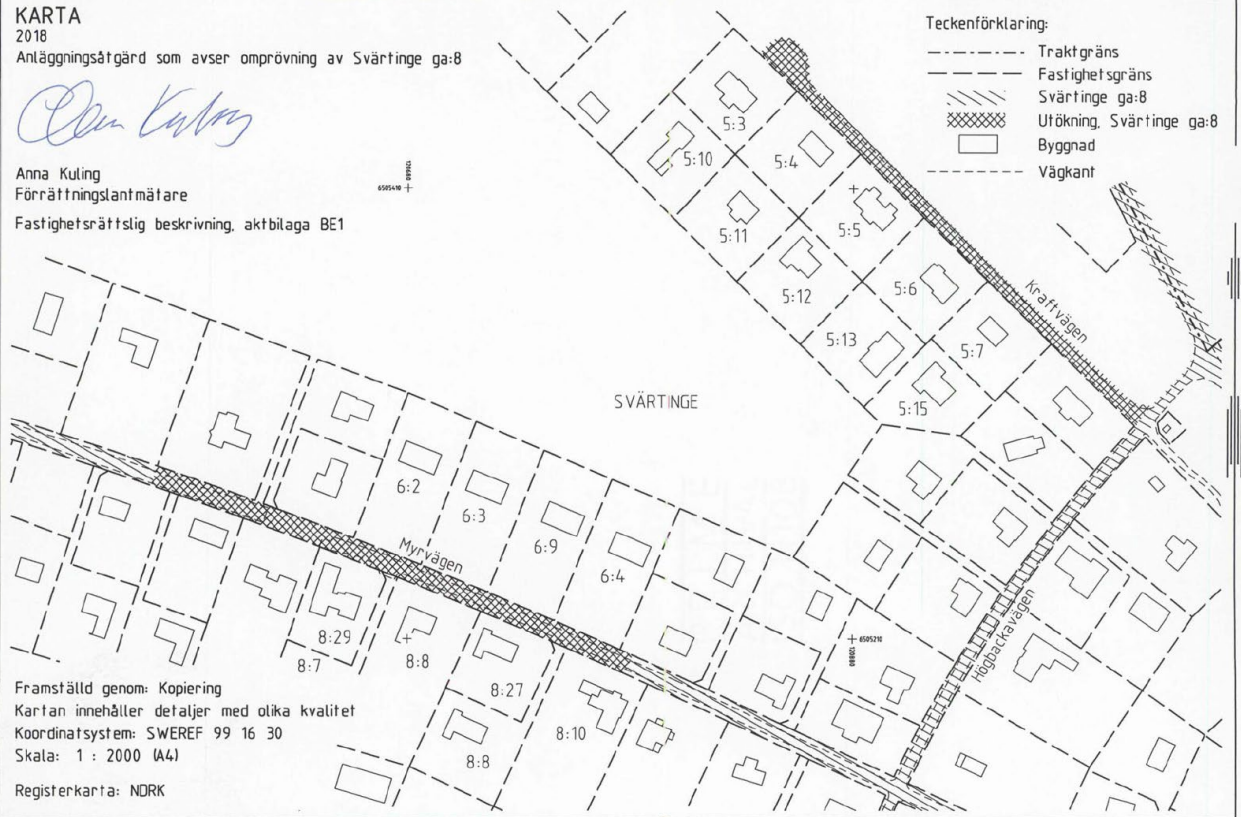 KARTA
2018
Anläggningsåtgärd som avser omprövning av Svärtinge ga:8
Anna Kuling
Förrättningslantmätare
Fastighetsrättslig beskrivning, aktbilaga BE1
6505410
Teckenförklaring:
Traktgräns
Fastighetsgräns
Svärtinge ga:8
Utökning, Svärtinge ga:8
Byggnad
Vägkant
5:3
5:10
5:4
5:11
5:5
5:12
5:6
5:13
5:7
5:15
Kraftvägen
SVÄRTINGE
6:2
6:3
6:9
6:4
Myrvägen
Högbackavägen
6505210
8:29
8:7
8:8
8:27
8:10
8:8
Framställd genom: Kopiering
Kartan innehåller detaljer med olika kvalitet
Koordinatsystem: SWEREF 99 16 30
Skala: 1 : 2000 (A4)
Registerkarta: NORK